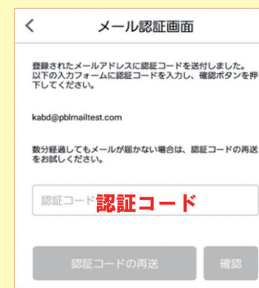 メール認証画面
登録されたメールアドレスに認証コードを送付しました。
以下の入力フォームに認証コードを入力し、確認ボタンを押
下してください。
kabd@pblmailtest.com
数分経過してもメールが届かない場合は、認証コードの再送
をお試しください。
認証コード 認証コード
認証コードの再送 確認